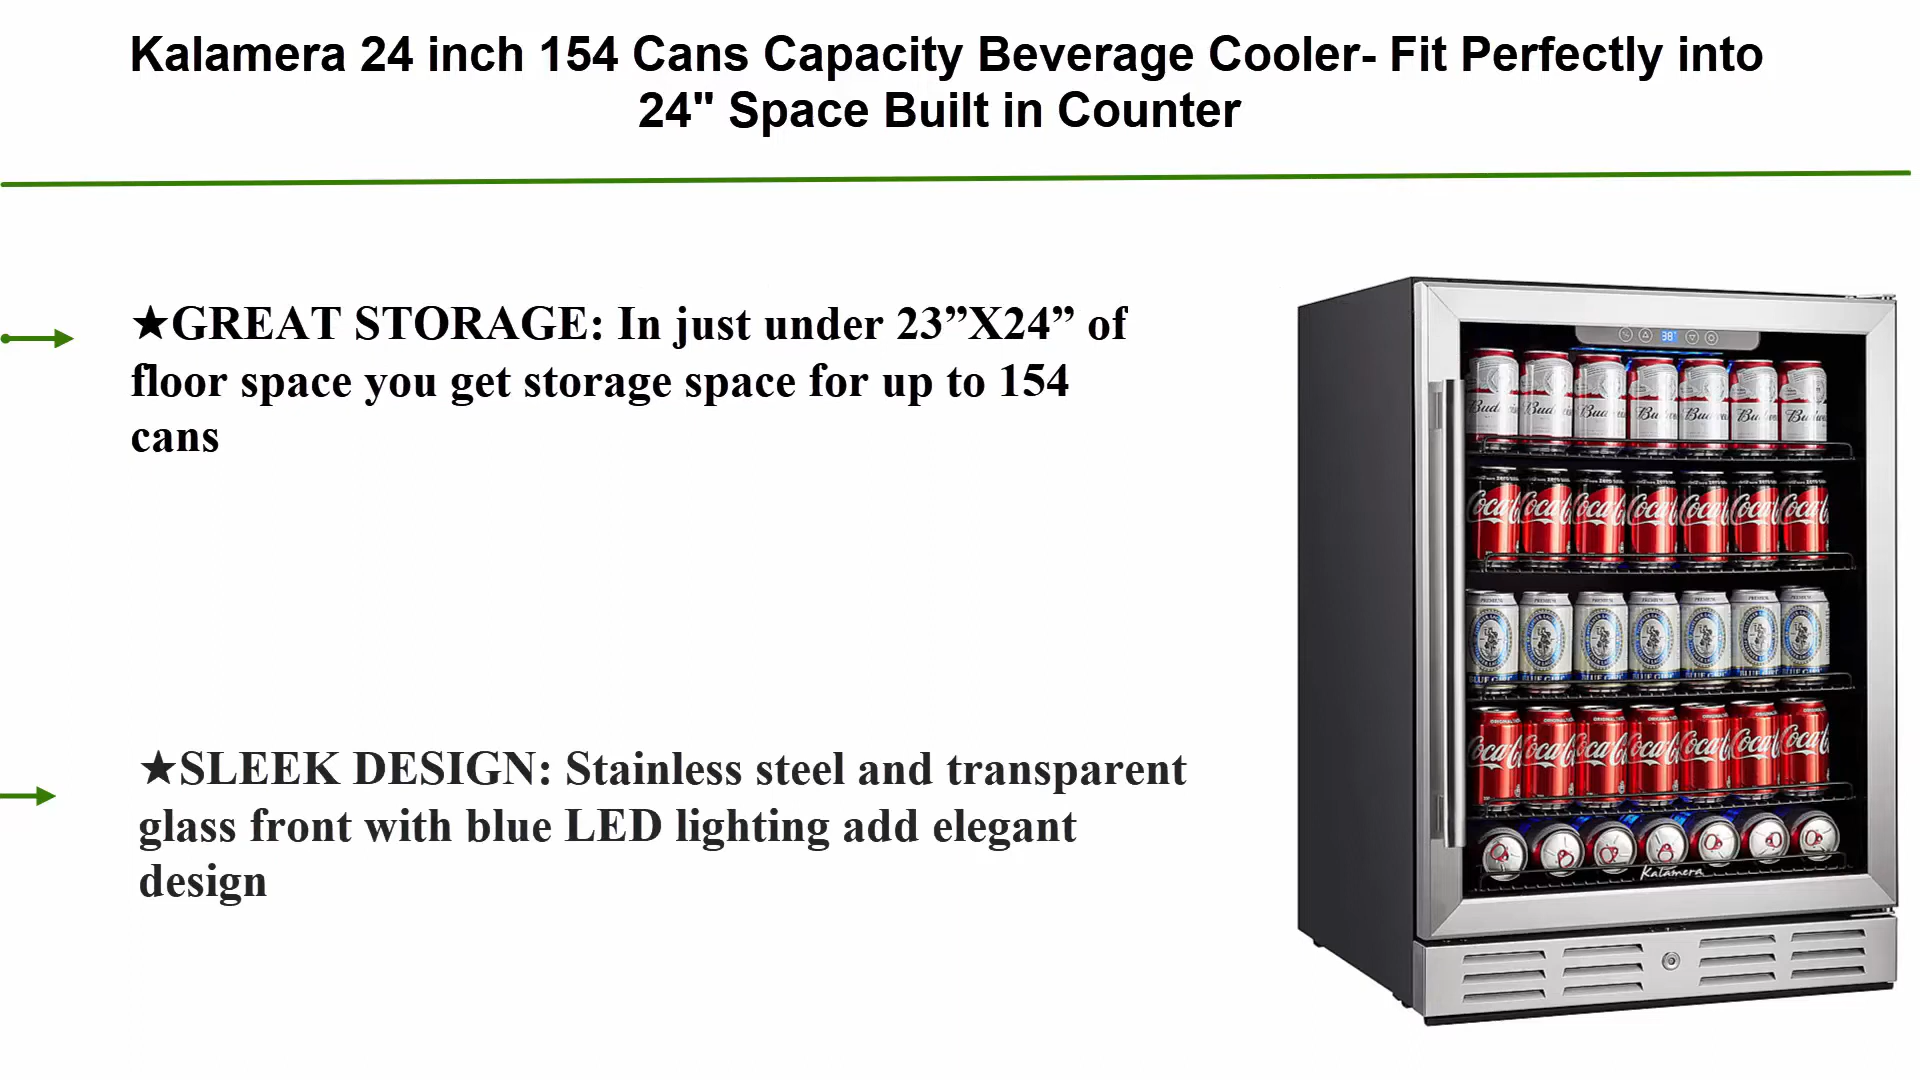 Kalamera 24 inch 154 Cans Capacity Beverage Cooler- Fit Perfectly into
24" Space Built in Counter
★GREAT STORAGE: In just under 23”X24” of
floor space you get storage space for up to 154
cans
★SLEEK DESIGN: Stainless steel and transparent
glass front with blue LED lighting add elegant
design
38°
Kalamera